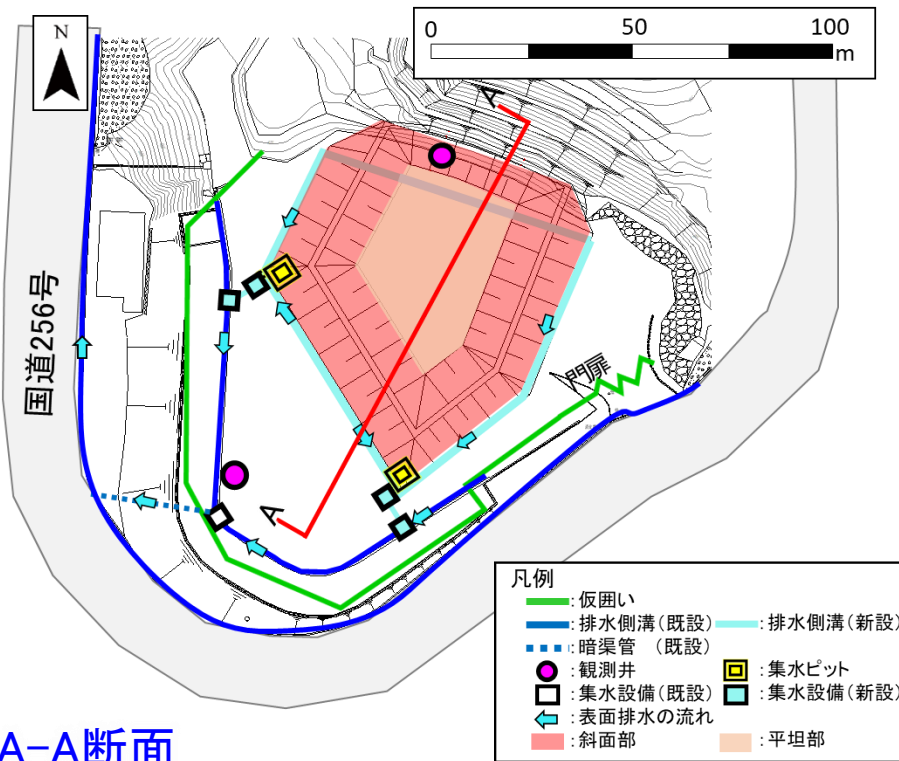 N
0 50 100
m
A
国道256号
門扉
A
凡例
:仮囲い
:排水側溝(既設) :排水側溝(新設)
:暗渠管 (既設)
:観測井 :集水ピット
:集水設備(既設) :集水設備(新設)
:表面排水の流れ
:斜面部 :平坦部
A-A断面